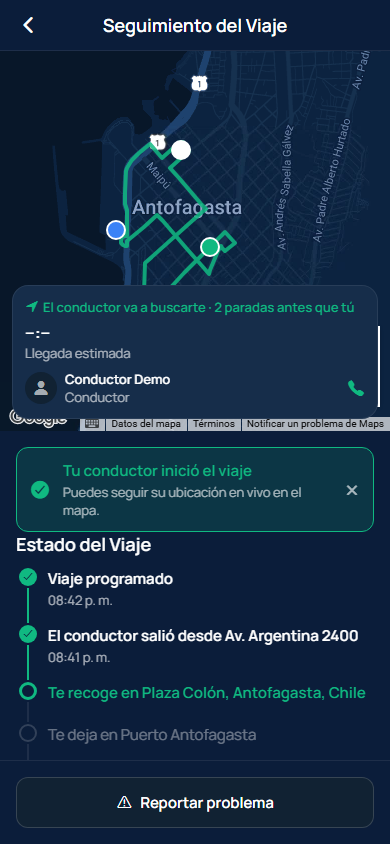 Seguimiento del Viaje
1
Av. Padre
1
Maipú
Antofagasta
Av. Andrés Sabella Gálvez
Av. Padre Alberto Hurtado
El conductor va a buscarte · 2 paradas antes que tú
--:--
Llegada estimada
Conductor Demo
Conductor
Google
Datos del mapa
Términos
Notificar un problema de Maps
Tu conductor inició el viaje
Puedes seguir su ubicación en vivo en el
mapa.
Estado del Viaje
Viaje programado
08:42 p. m.
El conductor salió desde Av. Argentina 2400
08:41 p. m.
Te recoge en Plaza Colón, Antofagasta, Chile
Te deja en Puerto Antofagasta
Reportar problema